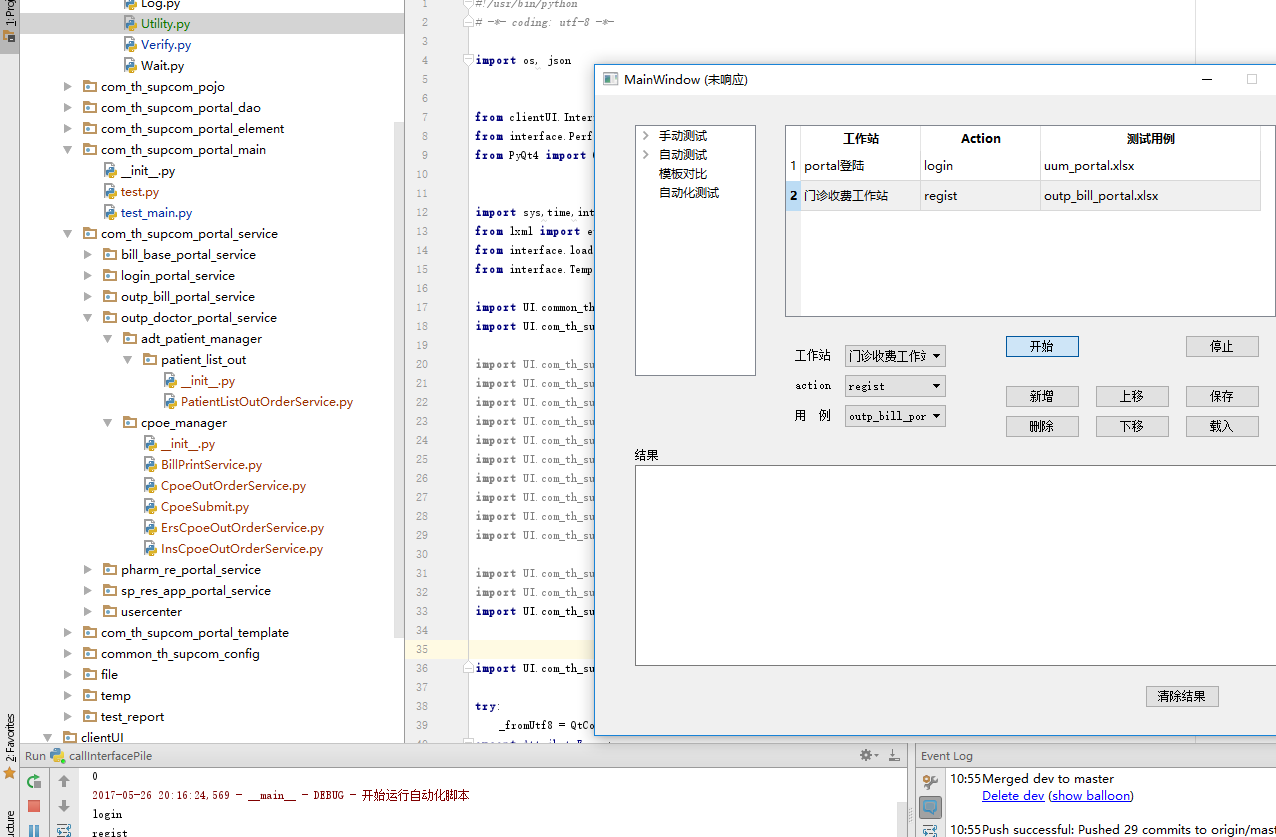 1: Proj
Log.py
Utility.py
Verify.py
Wait.py
com_th_supcom_pojo
com_th_supcom_portal_dao
com_th_supcom_portal_element
com_th_supcom_portal_main
__init__.py
test.py
test_main.py
com_th_supcom_portal_service
bill_base_portal_service
login_portal_service
outp_bill_portal_service
outp_doctor_portal_service
adt_patient_manager
patient_list_out
__init__.py
PatientListOutOrderService.py
cpoe_manager
__init__.py
BillPrintService.py
CpoeOutOrderService.py
CpoeSubmit.py
ErsCpoeOutOrderService.py
InsCpoeOutOrderService.py
pharm_re_portal_service
sp_res_app_portal_service
usercenter
com_th_supcom_portal_template
common_th_supcom_config
file
temp
test_report
clientUI
2: Favorites
ucture
1 #!/usr/bin/python
2 # -*- coding: utf-8 -*-
3
4 import os, json
5
6
7 from clientUI.Inter
8 from interface.Perf
9 from PyQt4 import
10
11
12 import sys,time,int
13 from lxml import e
14 from interface.load
15 from interface.Temp
16
17 import UI.common_th
18 import UI.com_th_su
19
20 import UI.com_th_su
21 import UI.com_th_su
22 import UI.com_th_su
23 import UI.com_th_su
24 import UI.com_th_su
25 import UI.com_th_su
26 import UI.com_th_su
27 import UI.com_th_su
28 import UI.com_th_su
29 import UI.com_th_su
30
31 import UI.com_th_su
32 import UI.com_th_su
33 import UI.com_th_su
34
35
36 import UI.com_th_su
37
38 try:
39 _fromUtf8 = QtCo
MainWindow (未响应)
手动测试
自动测试
模板对比
自动化测试
工作站 Action 测试用例
1 portal登陆 login uum_portal.xlsx
2 门诊收费工作站 regist outp_bill_portal.xlsx
工作站 门诊收费工作站
action regist
用 例 outp_bill_por
开始 停止
新增 上移 保存
删除 下移 载入
结果
清除结果
Run callInterfacePile
0
2017-05-26 20:16:24,569 - __main__ - DEBUG - 开始运行自动化脚本
login
regist
Event Log
10:55 Merged dev to master
Delete dev (show balloon)
10:55 Push successful: Pushed 29 commits to origin/mast